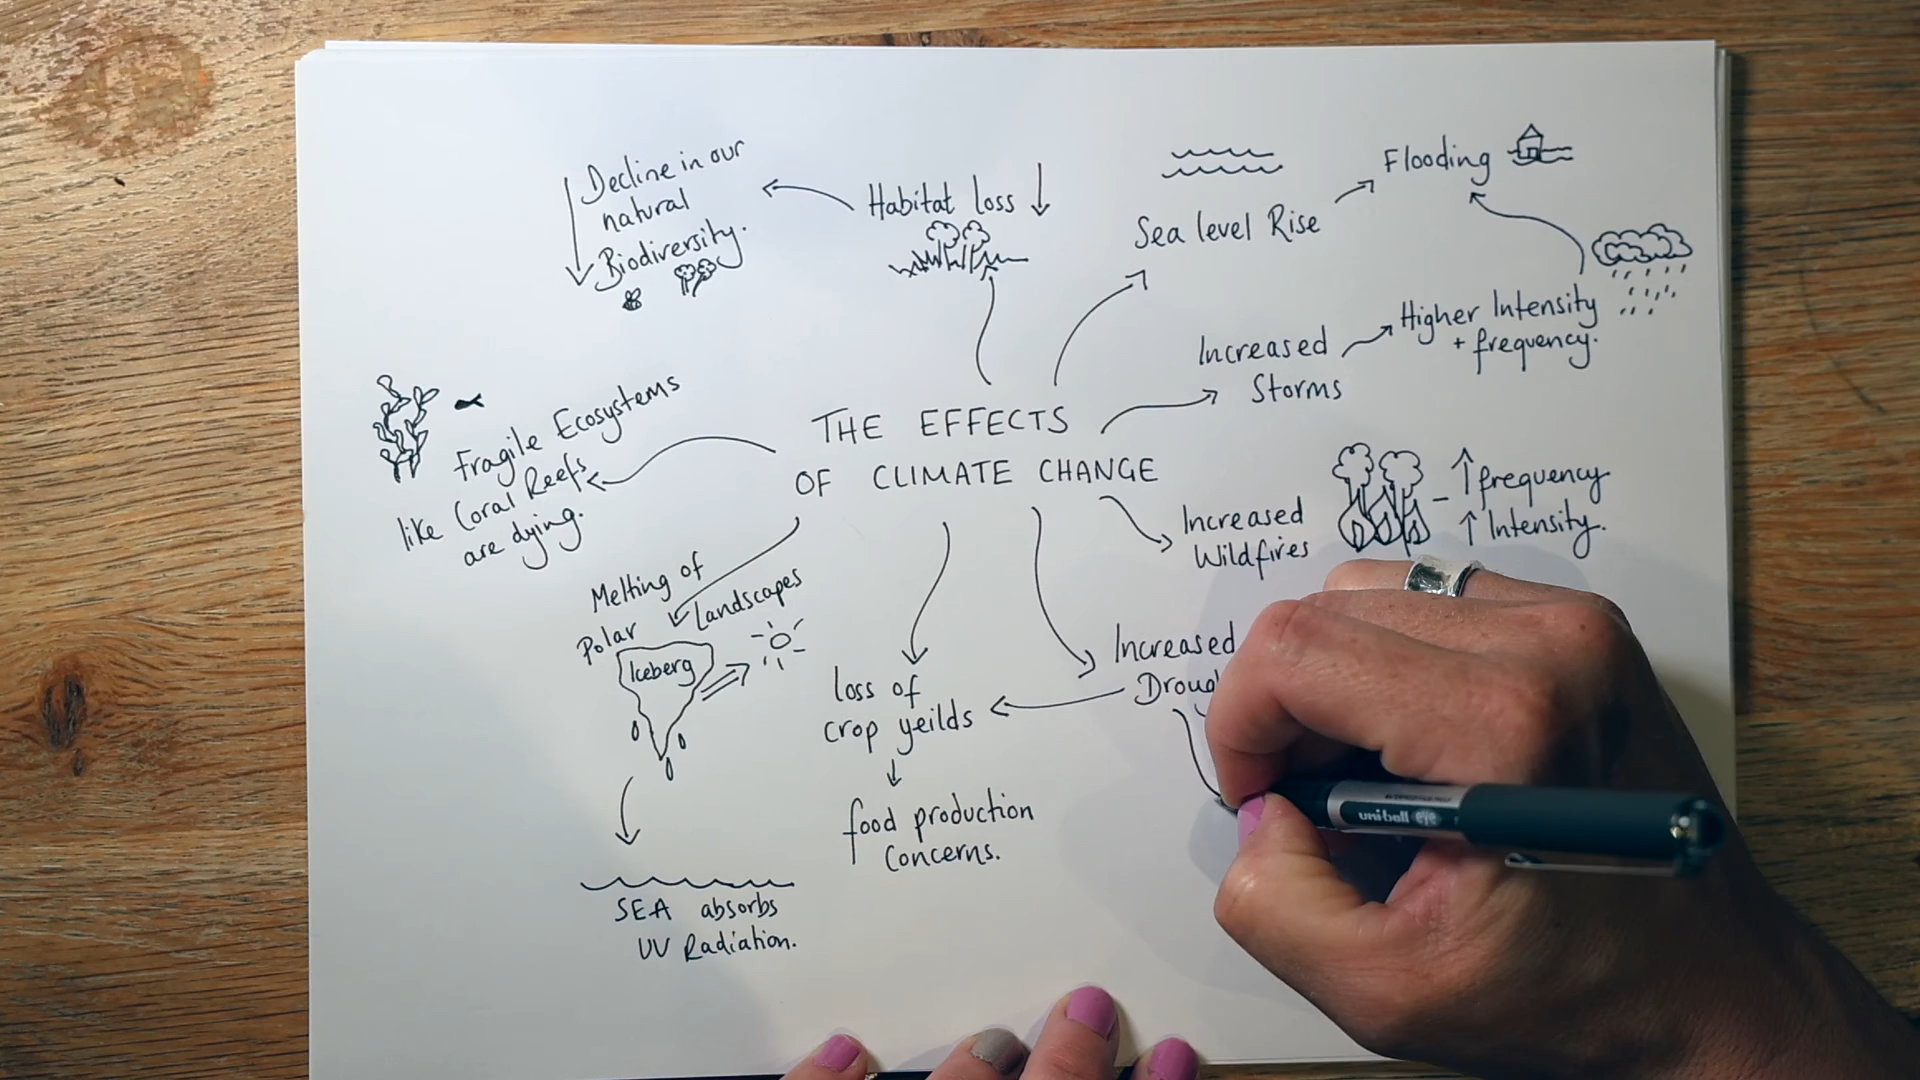 THE EFFECTS
OF CLIMATE CHANGE
Decline in our
natural
Biodiversity.
Habitat loss
Sea level Rise
Flooding
Increased
Storms
Higher Intensity
+ frequency.
Increased
Wildfires
- ↑ frequency
↑ Intensity.
Fragile Ecosystems
like Coral Reefs
are dying.
Melting of
Polar Landscapes
Iceberg
SEA absorbs
UV Radiation.
loss of
crop yeilds
food production
Concerns.
Increased
uniball eye